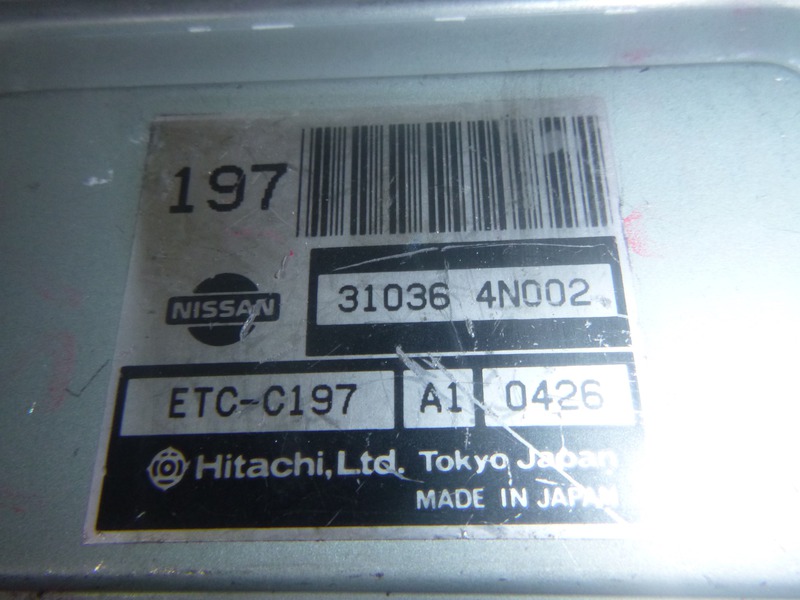 197
NISSAN
31036 4N002
ETC-C197 A1 0426
Hitachi, Ltd. Tokyo Japan
MADE IN JAPAN